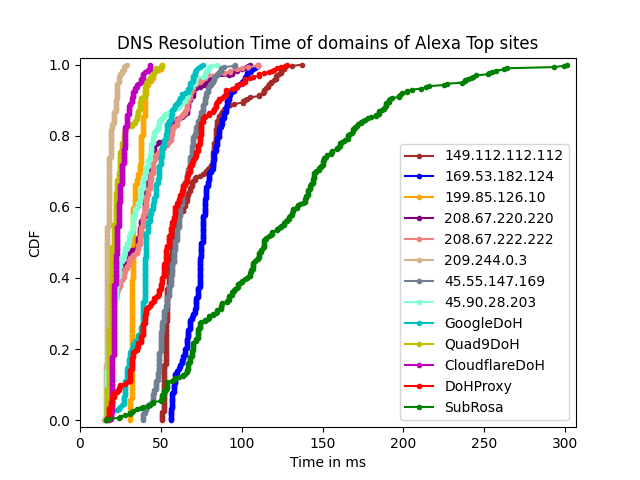 DNS Resolution Time of domains of Alexa Top sites
CDF
1.0
0.8
0.6
0.4
0.2
0.0
149.112.112.112
169.53.182.124
199.85.126.10
208.67.220.220
208.67.222.222
209.244.0.3
45.55.147.169
45.90.28.203
GoogleDoH
Quad9DoH
CloudflareDoH
DoHProxy
SubRosa
0 50 100 150 200 250 300
Time in ms